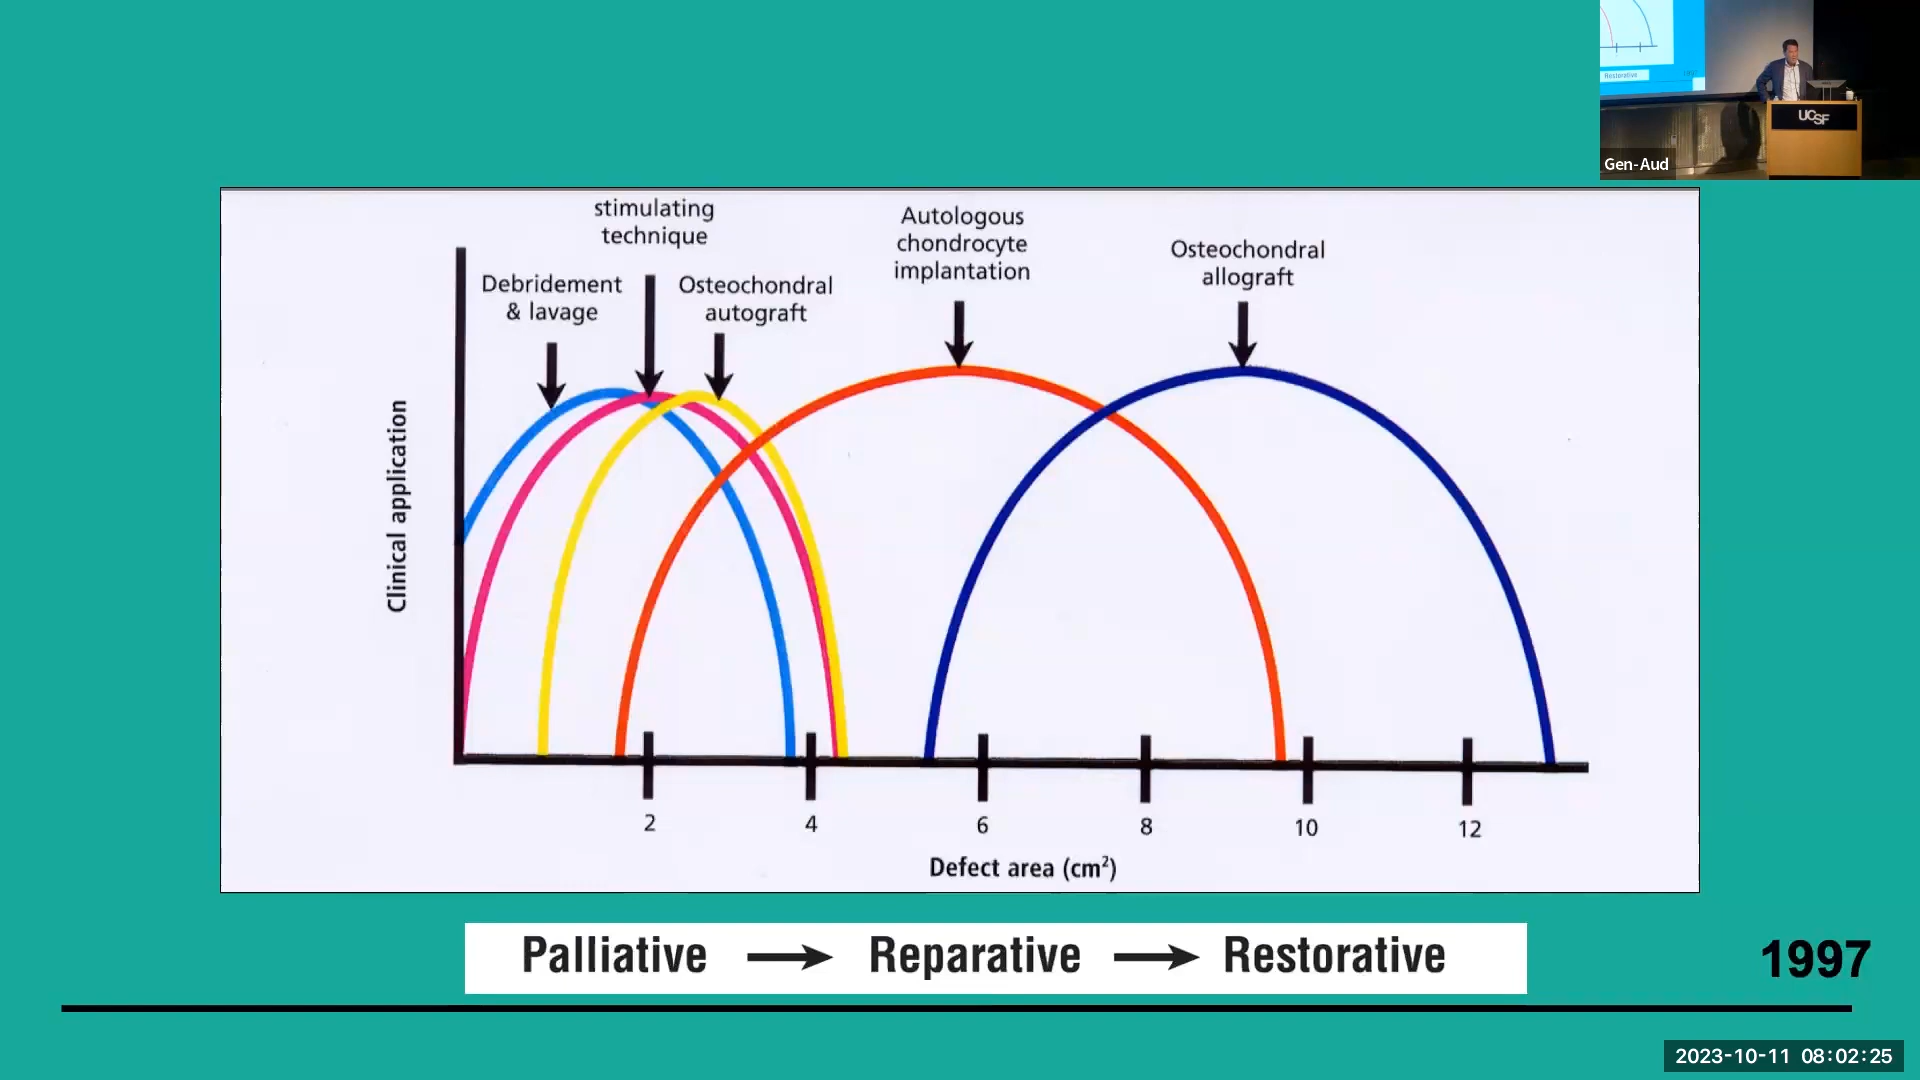 Restorative
UCSF
Gen-Aud
stimulating
technique
Autologous
chondrocyte
implantation
Osteochondral
allograft
Debridement
& lavage
Osteochondral
autograft
Clinical application
2
4
6
8
10
12
Defect area (cm²)
Palliative → Reparative → Restorative
1997
2023-10-11 08:02:25